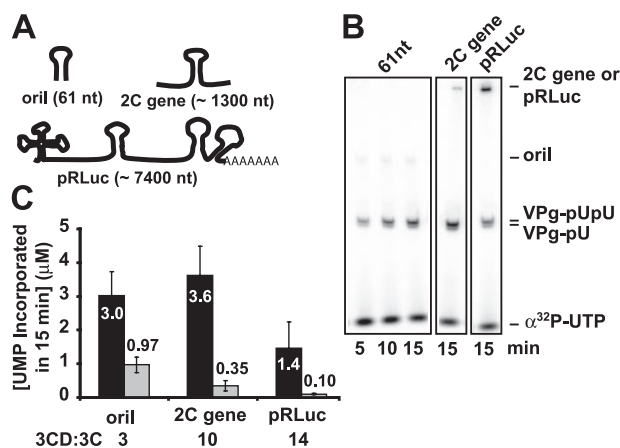 A
oriI (61 nt)
2C gene (~ 1300 nt)
AAAAAAA
pRLuc (~ 7400 nt)
B
61nt
2C gene
pRLuc
2C gene or
pRLuc
oriI
VPg-pUpU
VPg-pU
α³²P-UTP
5 10 15 15 15 min
C
[UMP Incorporated
in 15 min] (μM)
5
4
3
2
1
0
3.0
0.97
3.6
0.35
1.4
0.10
oriI 2C gene pRLuc
3CD:3C 3 10 14